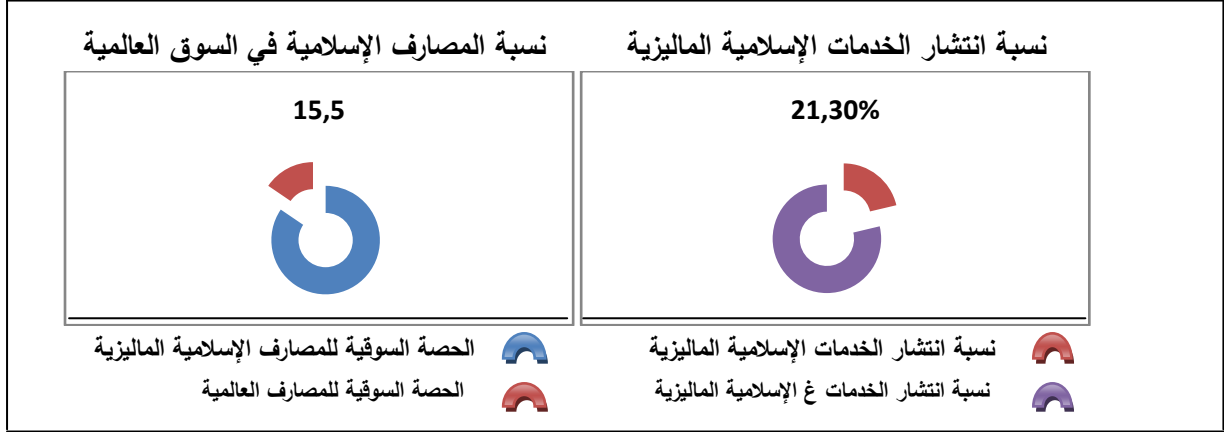 نسبة انتشار الخدمات الإسلامية الماليزية
21,30%
نسبة انتشار الخدمات الإسلامية الماليزية
نسبة انتشار الخدمات غ الإسلامية الماليزية
نسبة المصارف الإسلامية في السوق العالمية
15,5
الحصة السوقية للمصارف الإسلامية الماليزية
الحصة السوقية للمصارف العالمية